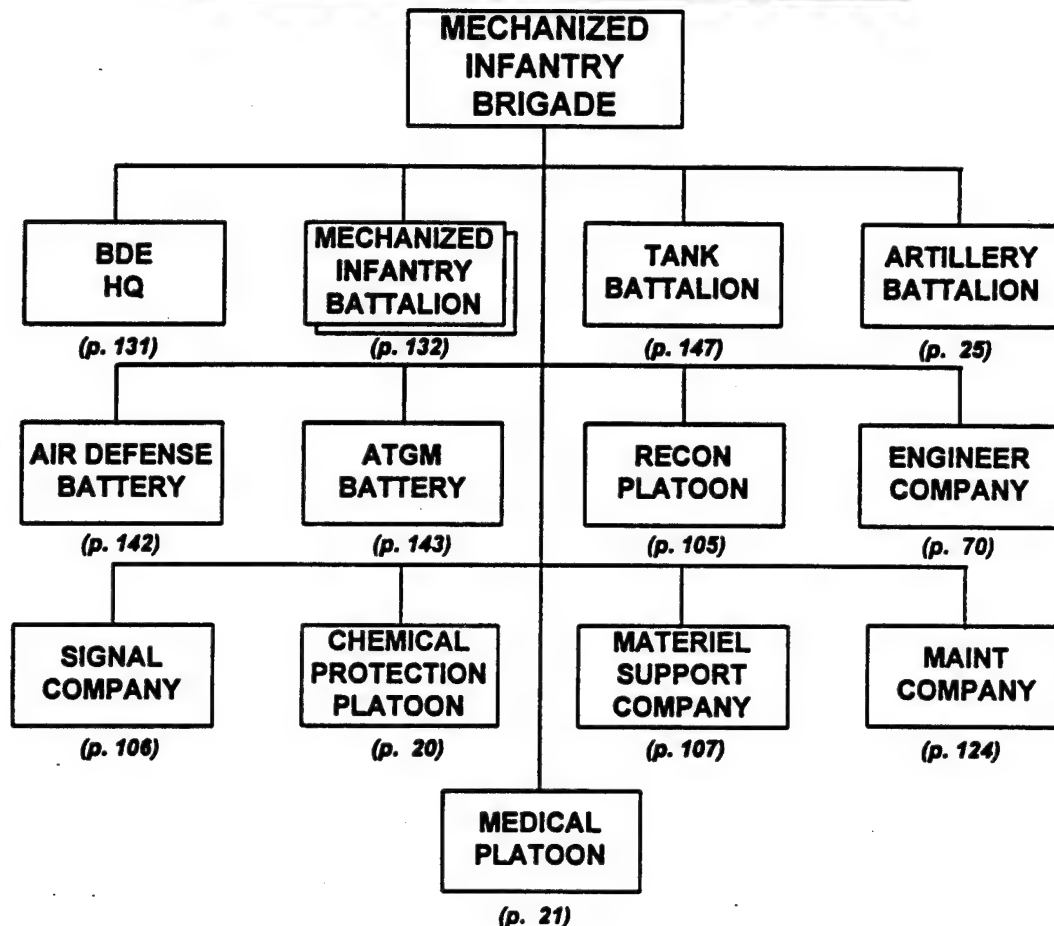 MECHANIZED
INFANTRY
BRIGADE
BDE
HQ
(p. 131)
MECHANIZED
INFANTRY
BATTALION
(p. 132)
TANK
BATTALION
(p. 147)
ARTILLERY
BATTALION
(p. 25)
AIR DEFENSE
BATTERY
(p. 142)
ATGM
BATTERY
(p. 143)
RECON
PLATOON
(p. 105)
ENGINEER
COMPANY
(p. 70)
SIGNAL
COMPANY
(p. 106)
CHEMICAL
PROTECTION
PLATOON
(p. 20)
MATERIEL
SUPPORT
COMPANY
(p. 107)
MAINT
COMPANY
(p. 124)
MEDICAL
PLATOON
(p. 21)